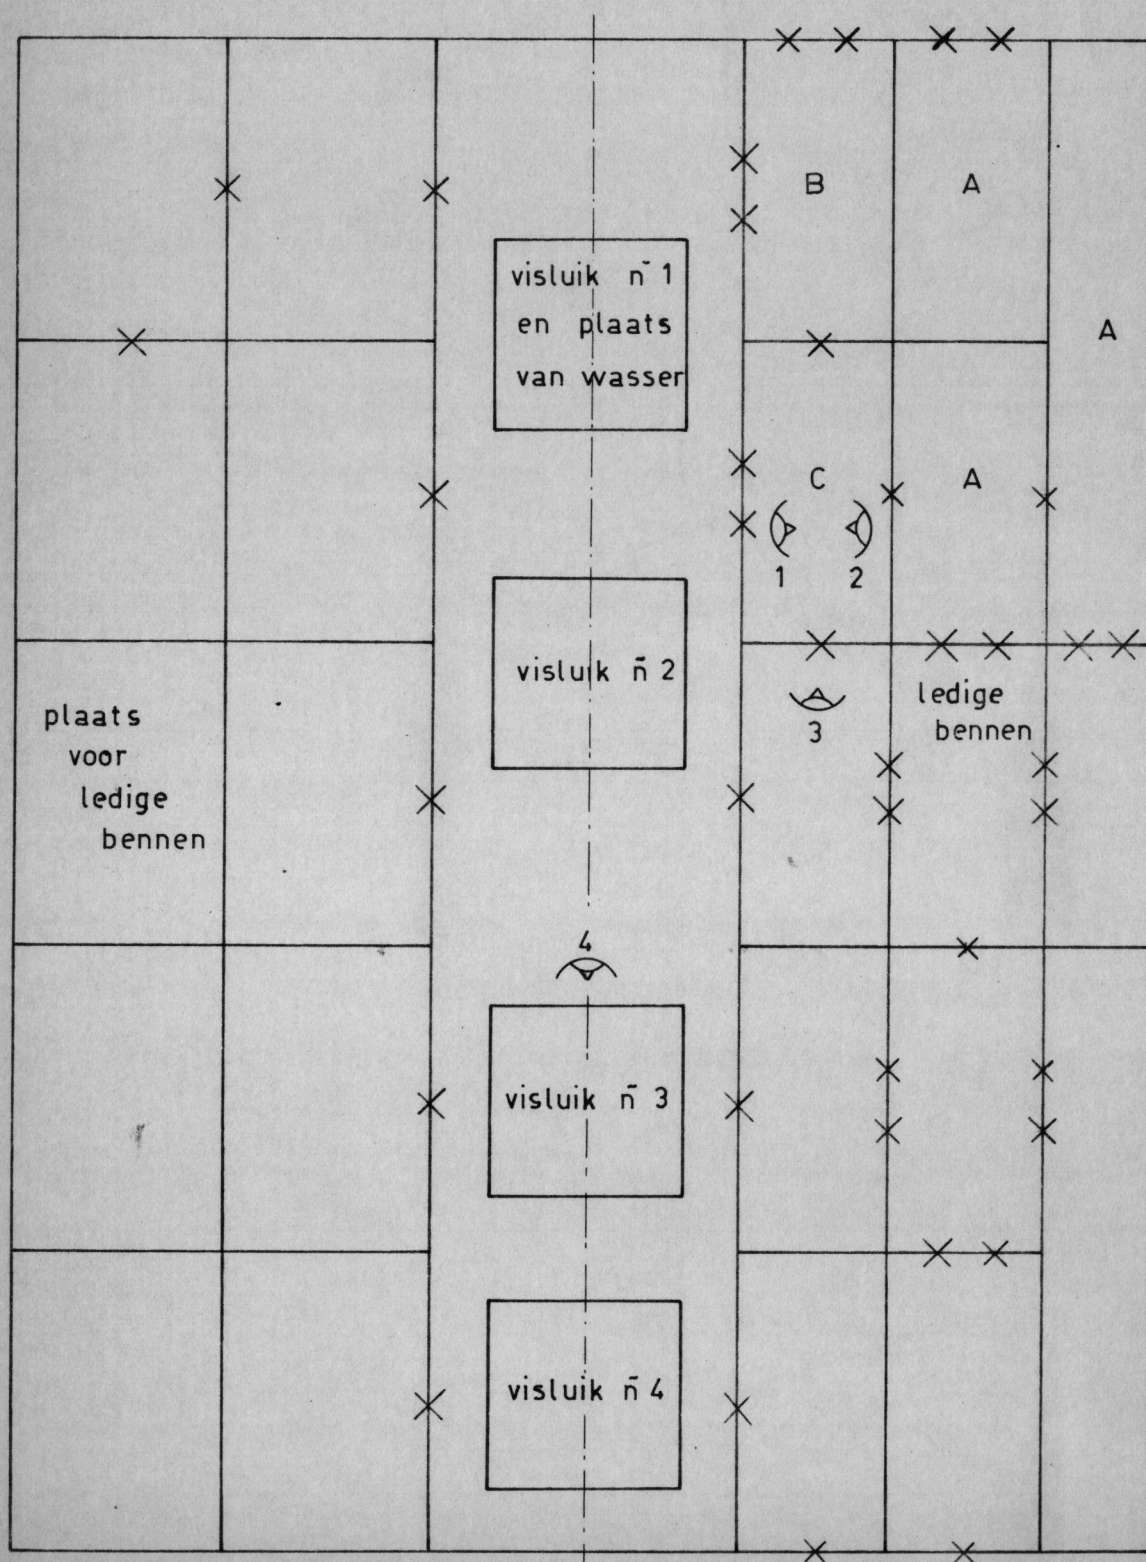 B
A
visluik n̄ 1
en plaats
van wasser
A
C
A
1
2
visluik n̄ 2
3
ledige
bennen
plaats
voor
ledige
bennen
4
visluik n̄ 3
visluik n̄ 4